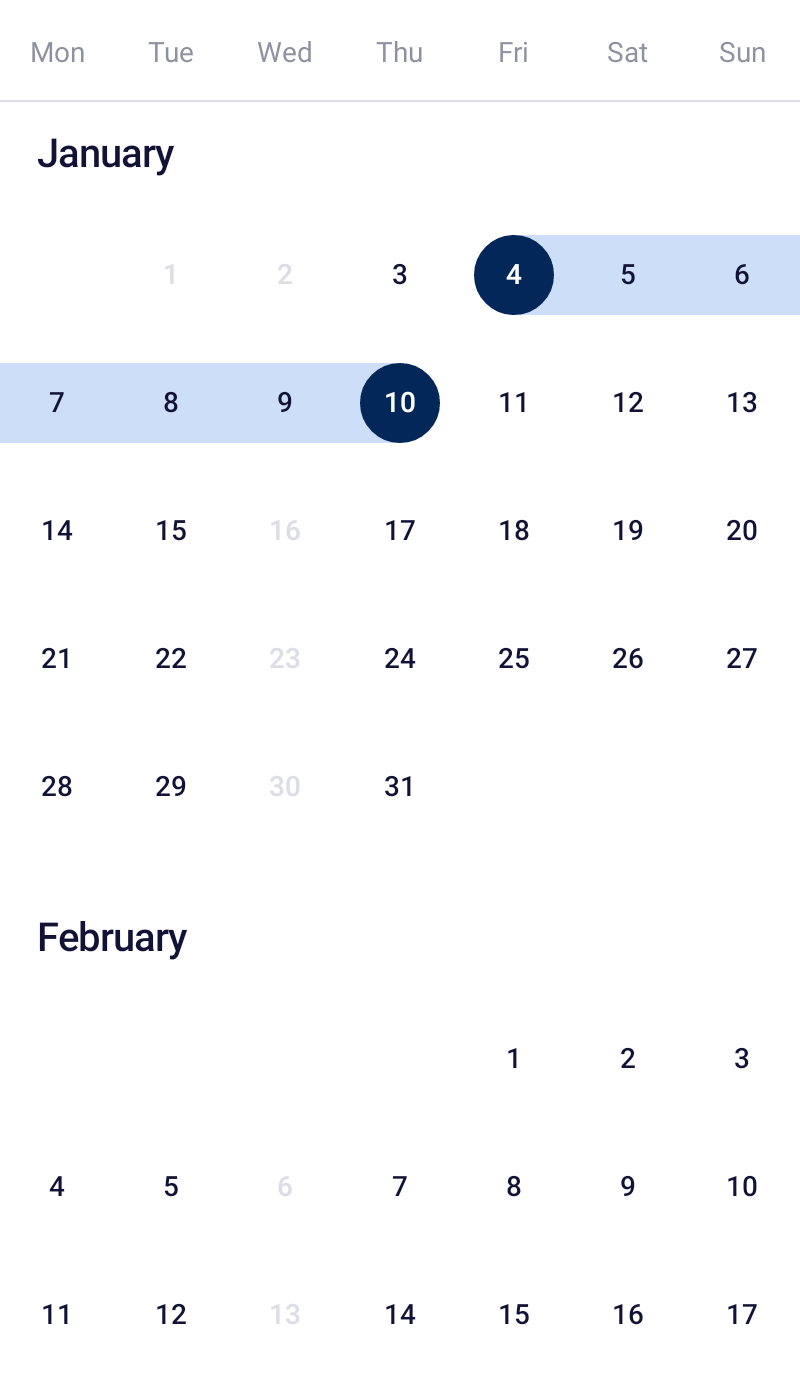 Mon Tue Wed Thu Fri Sat Sun
January
1 2 3 4 5 6
7 8 9 10 11 12 13
14 15 16 17 18 19 20
21 22 23 24 25 26 27
28 29 30 31
February
1 2 3
4 5 6 7 8 9 10
11 12 13 14 15 16 17